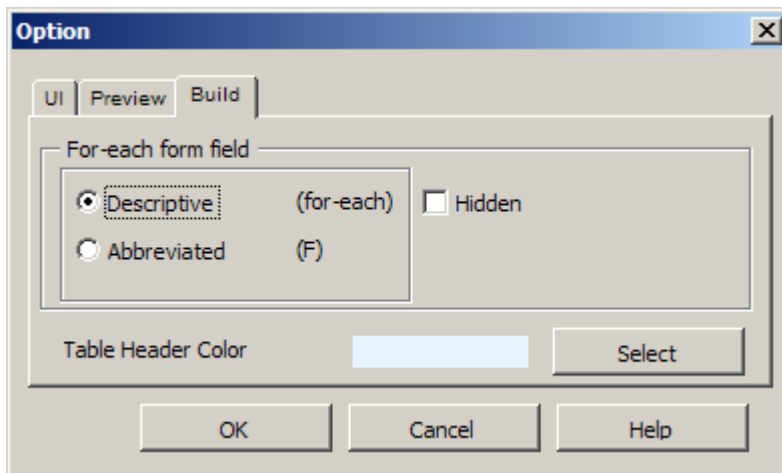 Option
UI Preview Build
For-each form field
Descriptive (for-each) Hidden
Abbreviated (F)
Table Header Color Select
OK Cancel Help